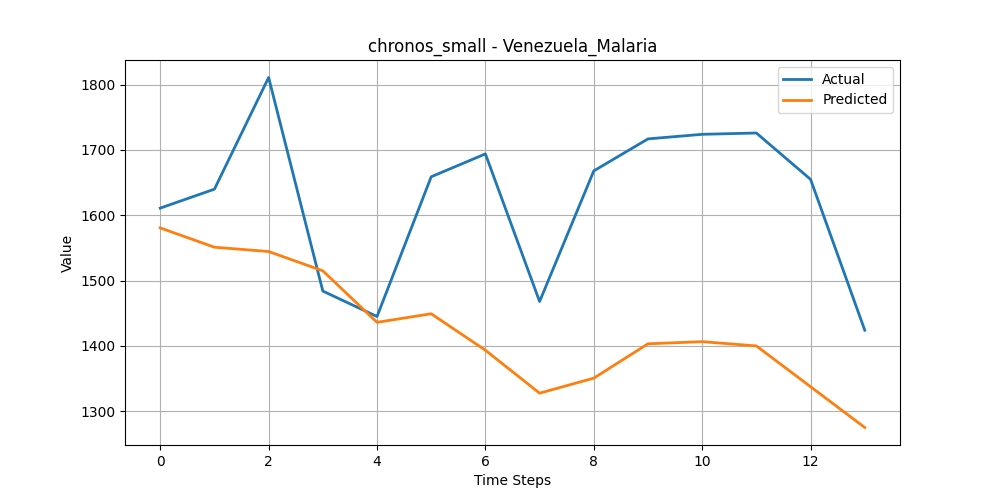 chronos_small - Venezuela_Malaria
Actual
Predicted
Value
1800
1700
1600
1500
1400
1300
0 2 4 6 8 10 12
Time Steps